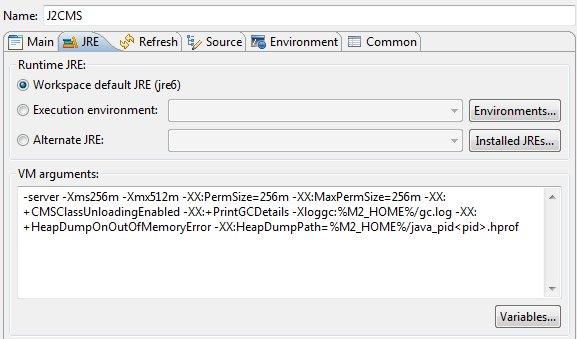 Name: J2CMS
Main JRE Refresh Source Environment Common
Runtime JRE:
Workspace default JRE (jre6)
Execution environment: Environments...
Alternate JRE: Installed JREs...
VM arguments:
-server -Xms256m -Xmx512m -XX:PermSize=256m -XX:MaxPermSize=256m -XX:
+CMSClassUnloadingEnabled -XX:+PrintGCDetails -Xloggc:%M2_HOME%/gc.log -XX:
+HeapDumpOnOutOfMemoryError -XX:HeapDumpPath=%M2_HOME%/java_pid<pid>.hprof
Variables...